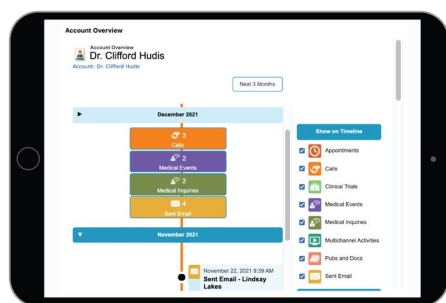 Account Overview
Account Overview
Dr. Clifford Hudis
Account: Dr. Clifford Hudis
Next 3 Months
December 2021
3
Calls
2
Medical Events
2
Medical Inquiries
4
Sent Email
November 2021
November 22, 2021 9:39 AM
Sent Email - Lindsay
Lakes
Show on Timeline
Appointments
Calls
Clinical Trials
Medical Events
Medical Inquiries
Multichannel Activities
Pubs and Docs
Sent Email